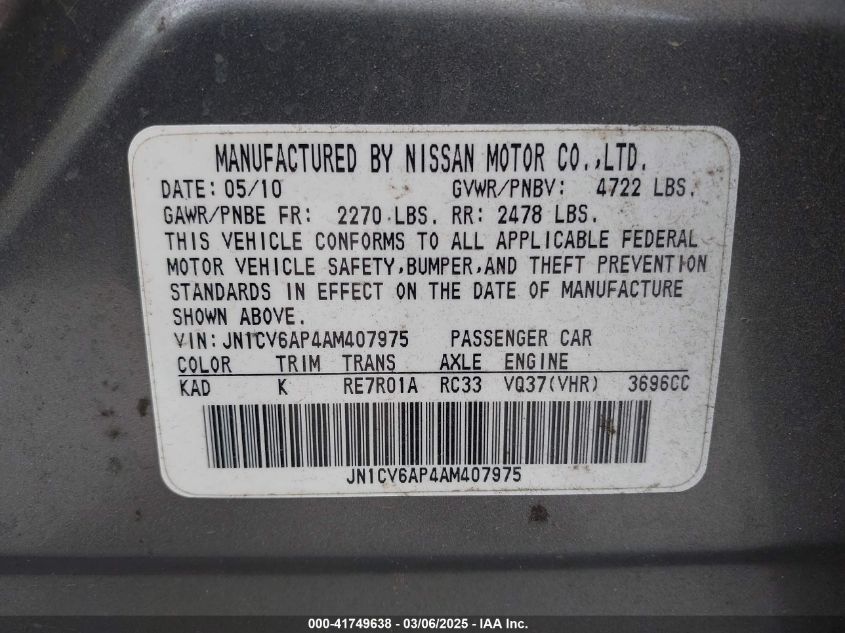 MANUFACTURED BY NISSAN MOTOR CO.,LTD.
DATE: 05/10 GVWR/PNBV: 4722 LBS.
GAWR/PNBE FR: 2270 LBS. RR: 2478 LBS.
THIS VEHICLE CONFORMS TO ALL APPLICABLE FEDERAL
MOTOR VEHICLE SAFETY,BUMPER,AND THEFT PREVENTION
STANDARDS IN EFFECT ON THE DATE OF MANUFACTURE
SHOWN ABOVE.
VIN: JN1CV6AP4AM407975 PASSENGER CAR
COLOR TRIM TRANS AXLE ENGINE
KAD K RE7R01A RC33 VQ37(VHR) 3696CC
JN1CV6AP4AM407975
000-41749638 - 03/06/2025 - IAA Inc.